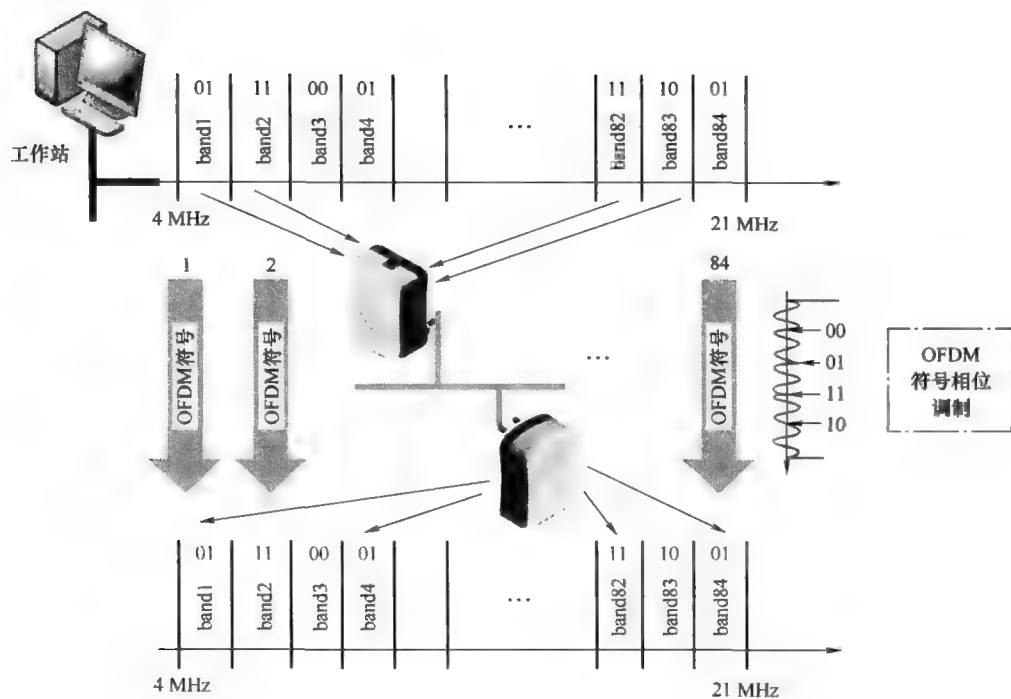 01 11 00 01 11 10 01
band1 band2 band3 band4 … band82 band83 band84
工作站
4 MHz 21 MHz
1 2 84
OFDM符号 OFDM符号 … OFDM符号
00
01
11
10
OFDM
符号相位
调制
01 11 00 01 11 10 01
band1 band2 band3 band4 … band82 band83 band84
4 MHz 21 MHz